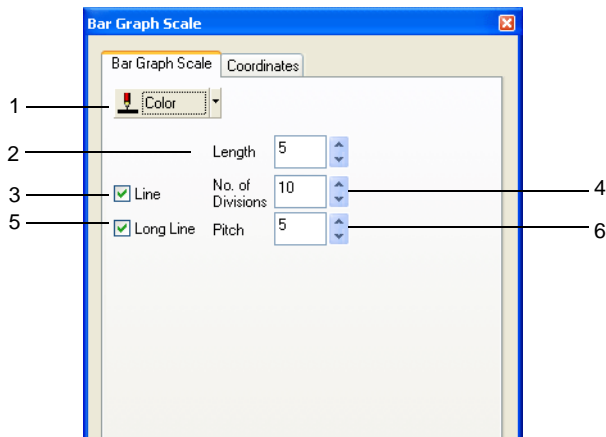 Bar Graph Scale
Bar Graph Scale Coordinates
1 Color
2 Length 5
3 Line No. of Divisions 10 4
5 Long Line Pitch 5 6